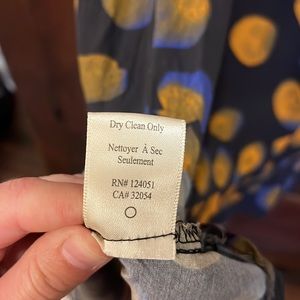 Dry Clean Only
Nettoyer À Sec
Seulement
RN# 124051
CA# 32054